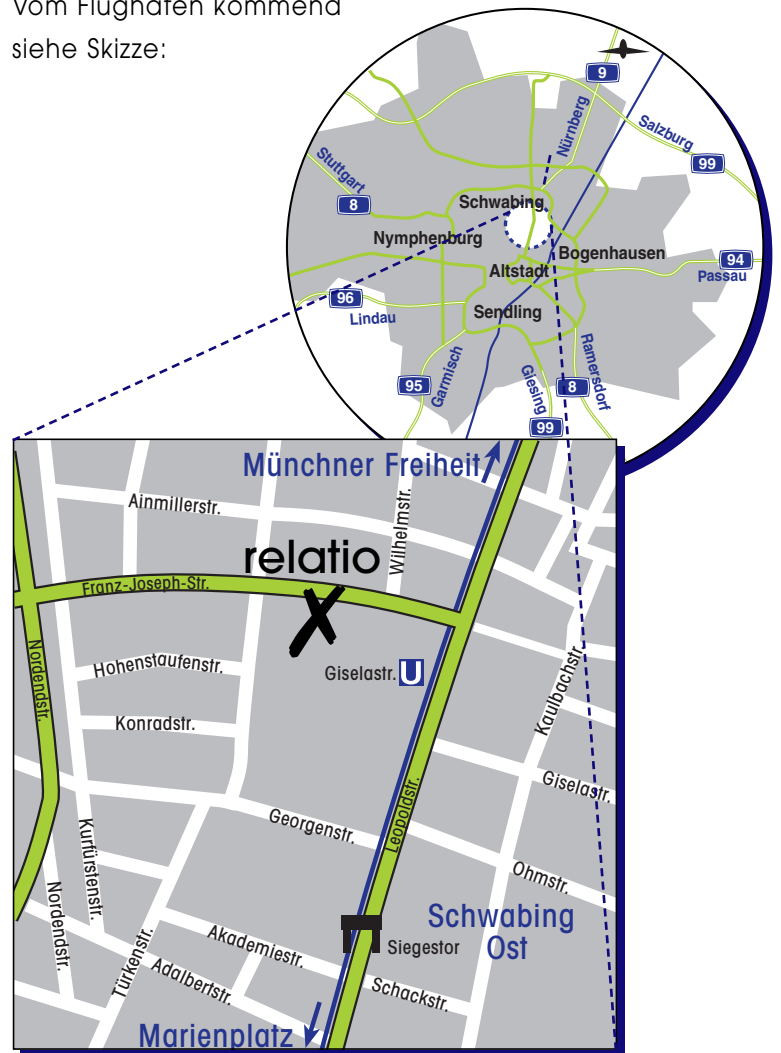 Vom Flughafen kommend
siehe Skizze:
9
Nürnberg
Salzburg
99
Stuttgart
8
Schwabing
Nymphenburg
Bogenhausen
94
Passau
Altstadt
96
Lindau
Sendling
95
Garmisch
Giesing
Ramersdorf
8
99
Münchner Freiheit
Ainmillerstr.
Wilhelmstr.
relatio
Franz-Joseph-Str.
Nordendstr.
Hohenstaufenstr.
Giselastr. U
Kaulbachstr.
Konradstr.
Giselastr.
Leopoldstr.
Georgenstr.
Kurfürstenstr.
Ohmstr.
Nordendstr.
Schwabing
Ost
Türkenstr.
Akademiestr.
Siegestor
Adalbertstr.
Schackstr.
Marienplatz